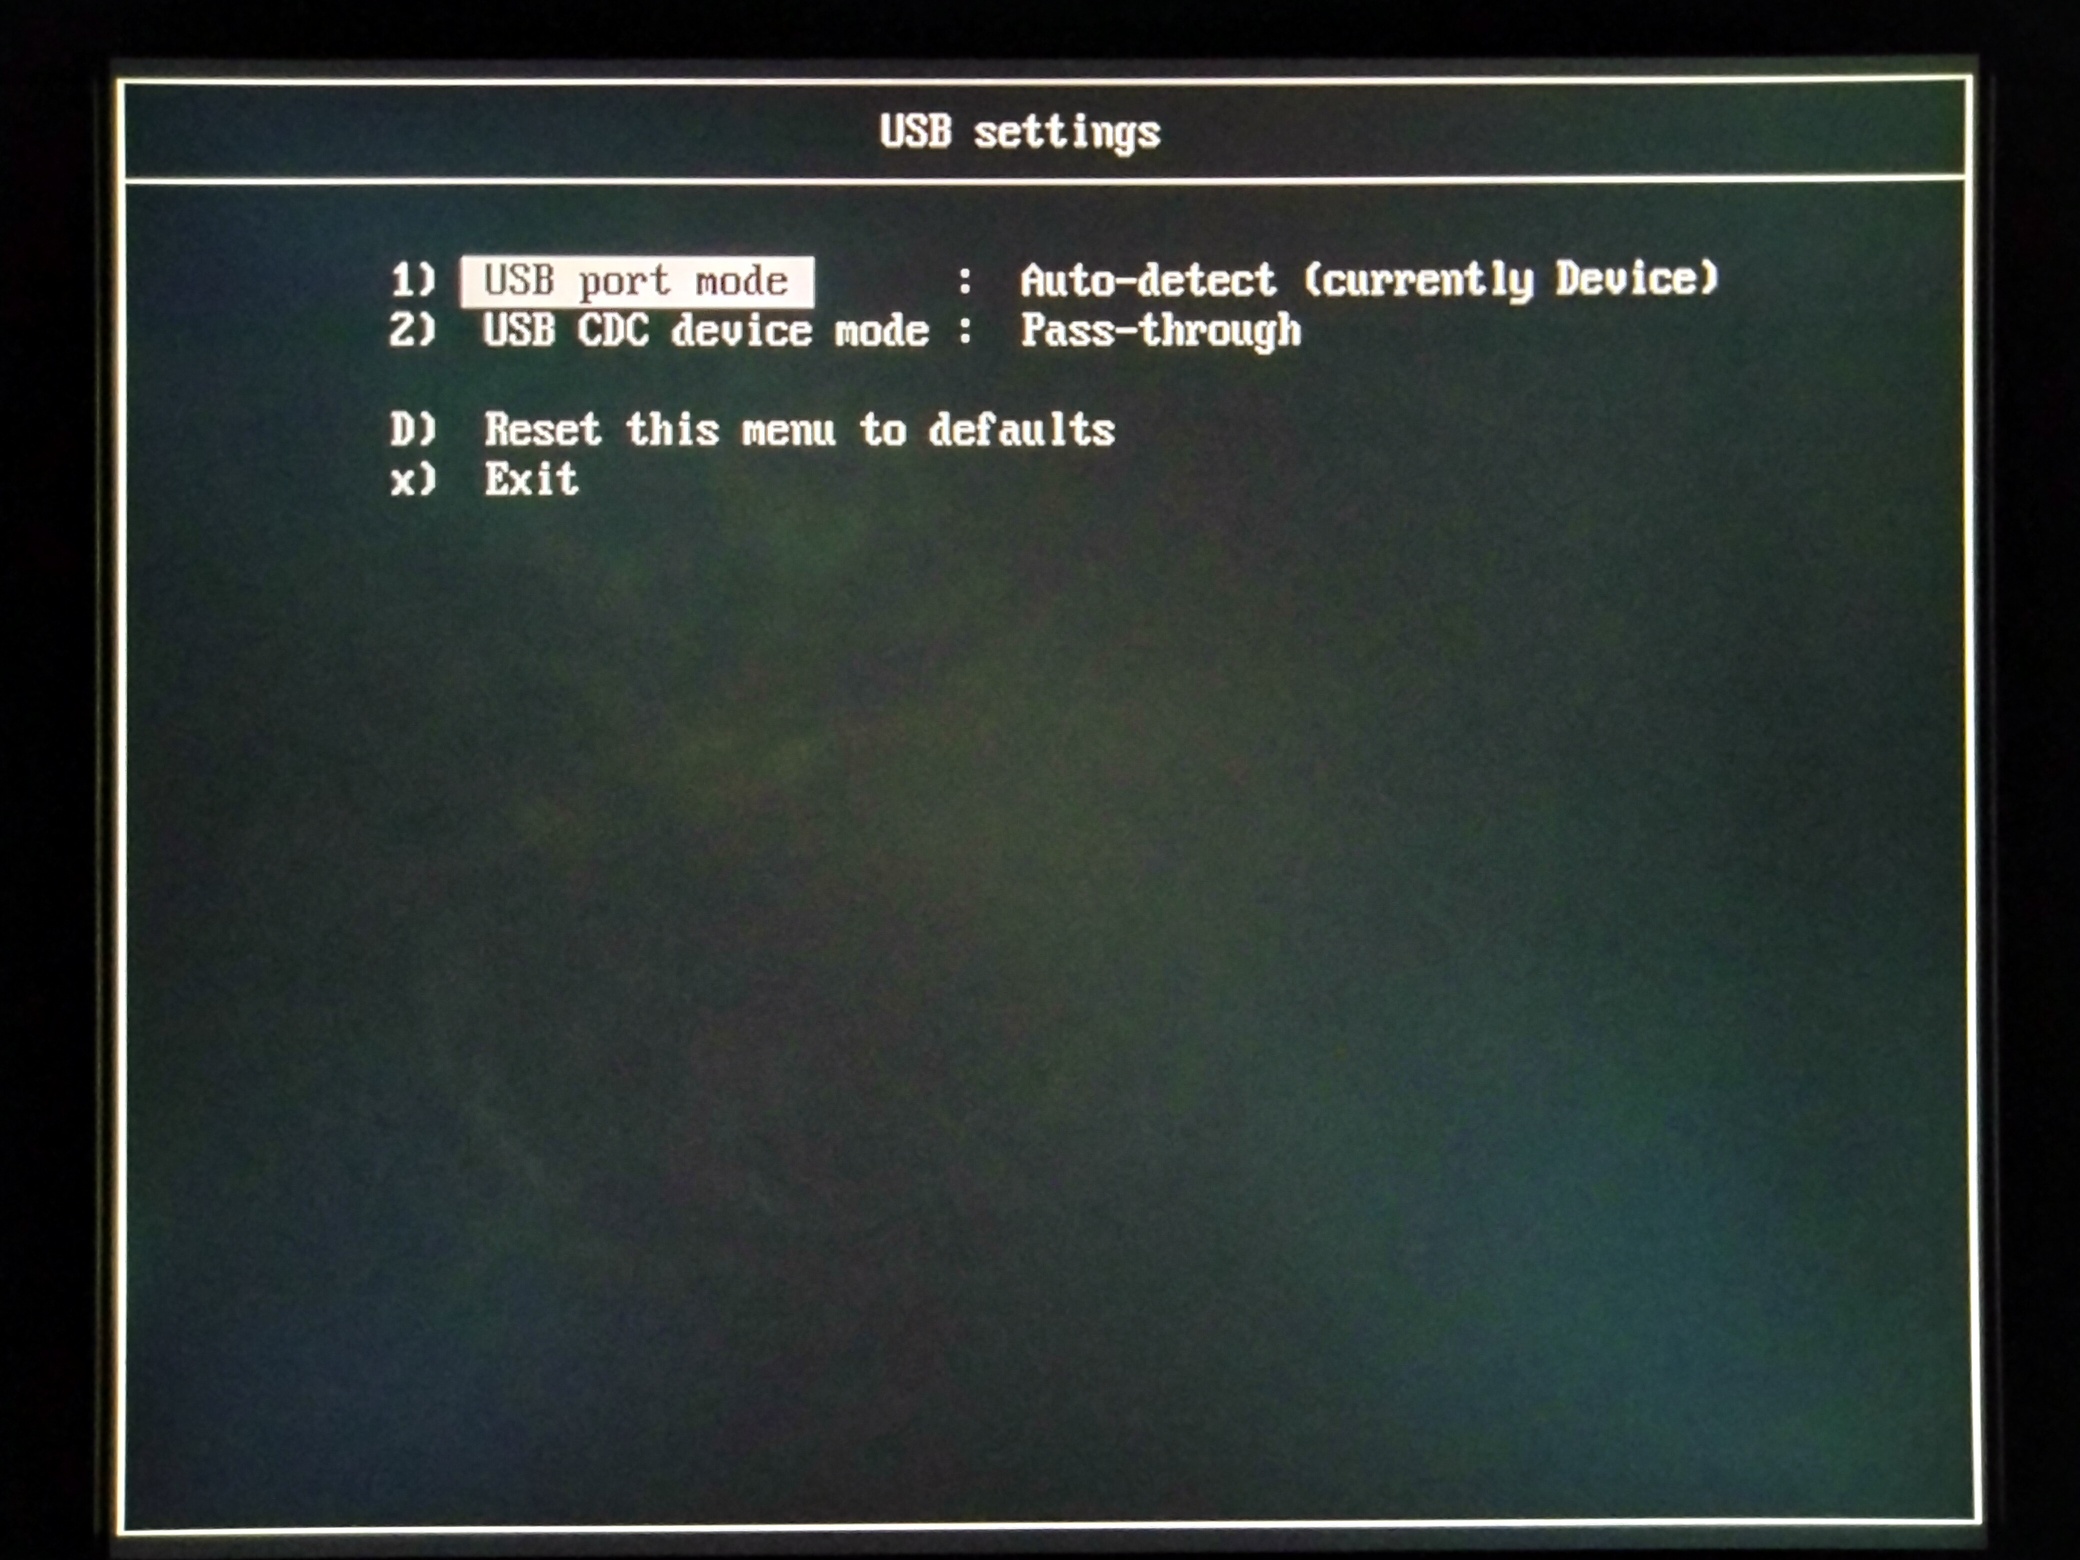 USB settings
1) USB port mode : Auto-detect (currently Device)
2) USB CDC device mode : Pass-through
D) Reset this menu to defaults
x) Exit